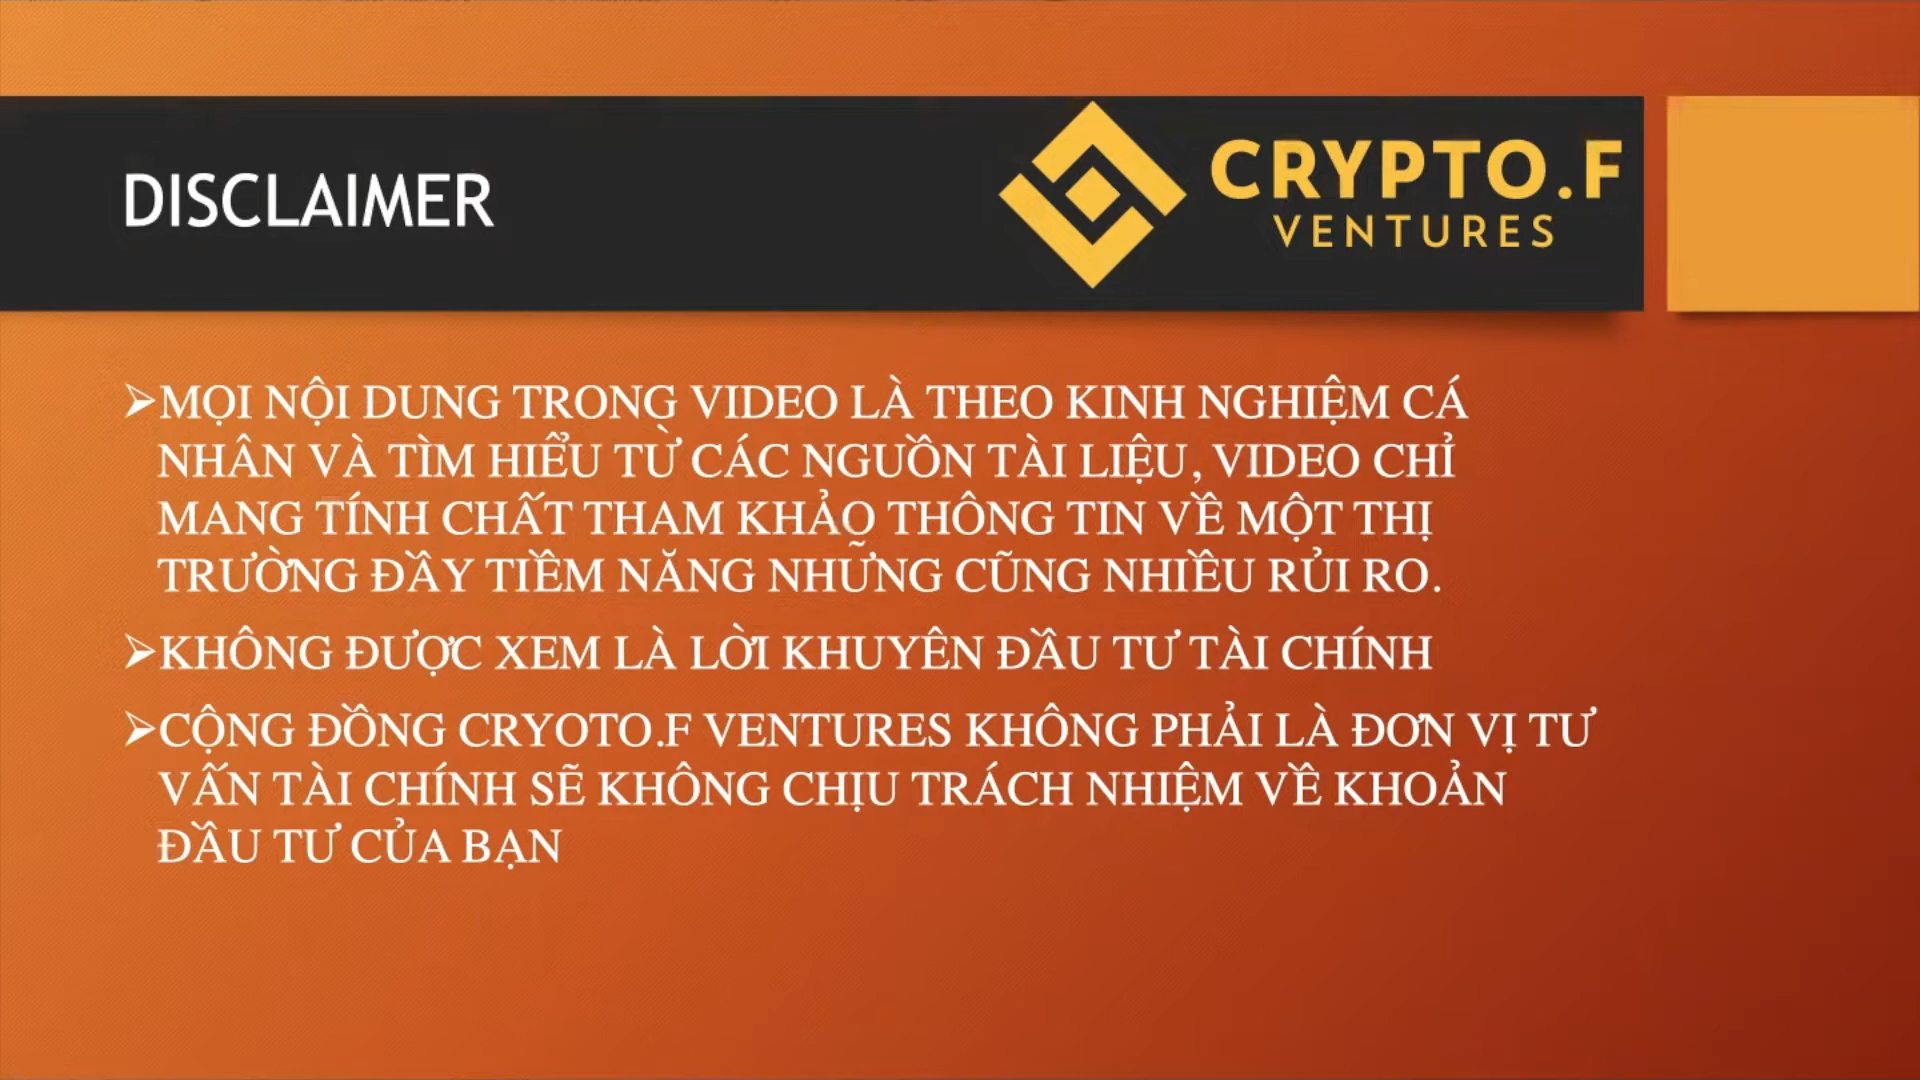 DISCLAIMER
CRYPTO.F
VENTURES
➢MỌI NỘI DUNG TRONG VIDEO LÀ THEO KINH NGHIỆM CÁ
NHÂN VÀ TÌM HIỂU TỪ CÁC NGUỒN TÀI LIỆU, VIDEO CHỈ
MANG TÍNH CHẤT THAM KHẢO THÔNG TIN VỀ MỘT THỊ
TRƯỜNG ĐẦY TIỀM NĂNG NHƯNG CŨNG NHIỀU RỦI RO.
➢KHÔNG ĐƯỢC XEM LÀ LỜI KHUYÊN ĐẦU TƯ TÀI CHÍNH
➢CỘNG ĐỒNG CRYOTO.F VENTURES KHÔNG PHẢI LÀ ĐƠN VỊ TƯ
VẤN TÀI CHÍNH SẼ KHÔNG CHỊU TRÁCH NHIỆM VỀ KHOẢN
ĐẦU TƯ CỦA BẠN